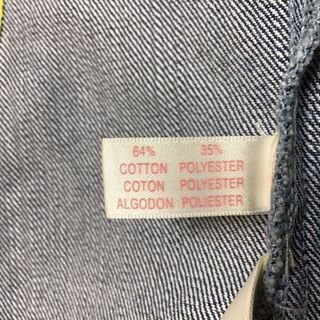 64% 35%
COTTON POLYESTER
COTON POLYESTER
ALGODON POLIESTER